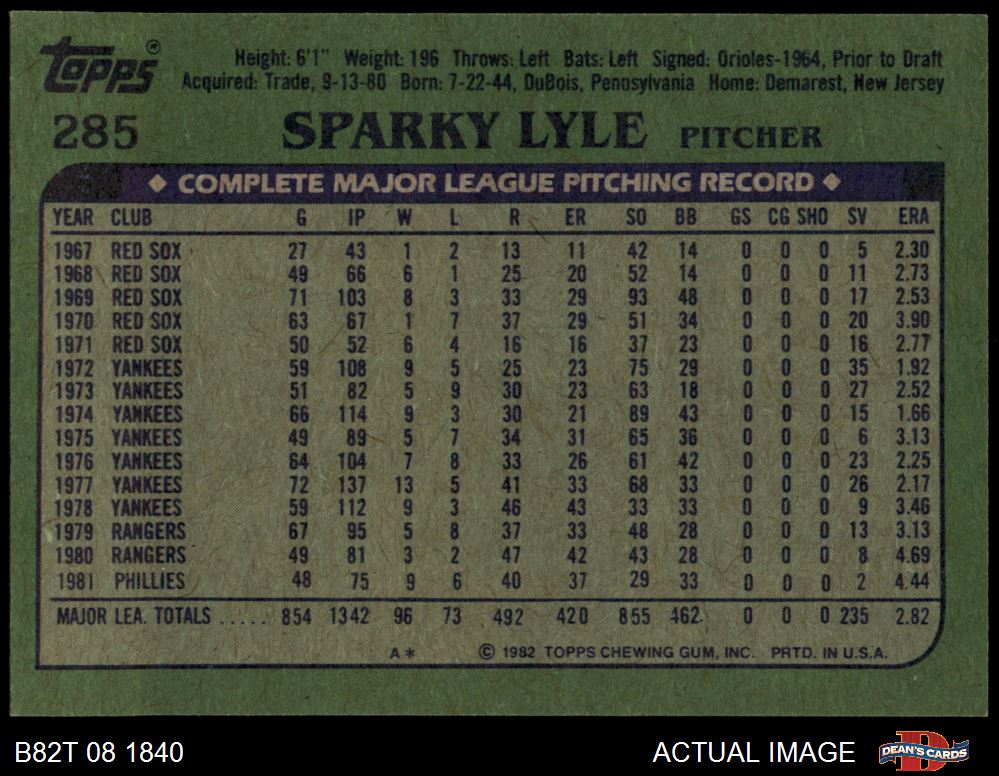 Topps ®
Height: 6'1" Weight: 196 Throws: Left Bats: Left Signed: Orioles-1964, Prior to Draft
Acquired: Trade, 9-13-80 Born: 7-22-44, DuBois, Pennsylvania Home: Demarest, New Jersey
285 SPARKY LYLE PITCHER
◆ COMPLETE MAJOR LEAGUE PITCHING RECORD ◆
YEAR CLUB G IP W L R ER SO BB GS CG SHO SV ERA
1967 RED SOX 27 43 1 2 13 11 42 14 0 0 0 5 2.30
1968 RED SOX 49 66 6 1 25 20 52 14 0 0 0 11 2.73
1969 RED SOX 71 103 8 3 33 29 93 48 0 0 0 17 2.53
1970 RED SOX 63 67 1 7 37 29 51 34 0 0 0 20 3.90
1971 RED SOX 50 52 6 4 16 16 37 23 0 0 0 16 2.77
1972 YANKEES 59 108 9 5 25 23 75 29 0 0 0 35 1.92
1973 YANKEES 51 82 5 9 30 23 63 18 0 0 0 27 2.52
1974 YANKEES 66 114 9 3 30 21 89 43 0 0 0 15 1.66
1975 YANKEES 49 89 5 7 34 31 65 36 0 0 0 6 3.13
1976 YANKEES 64 104 7 8 33 26 61 42 0 0 0 23 2.25
1977 YANKEES 72 137 13 5 41 33 68 33 0 0 0 26 2.17
1978 YANKEES 59 112 9 3 46 43 33 33 0 0 0 9 3.46
1979 RANGERS 67 95 5 8 37 33 48 28 0 0 0 13 3.13
1980 RANGERS 49 81 3 2 47 42 43 28 0 0 0 8 4.69
1981 PHILLIES 48 75 9 6 40 37 29 33 0 0 0 2 4.44
MAJOR LEA. TOTALS ..... 854 1342 96 73 492 420 855 462 0 0 0 235 2.82
A* © 1982 TOPPS CHEWING GUM, INC. PRTD. IN U.S.A.
B82T 08 1840 ACTUAL IMAGE DEAN'S CARDS